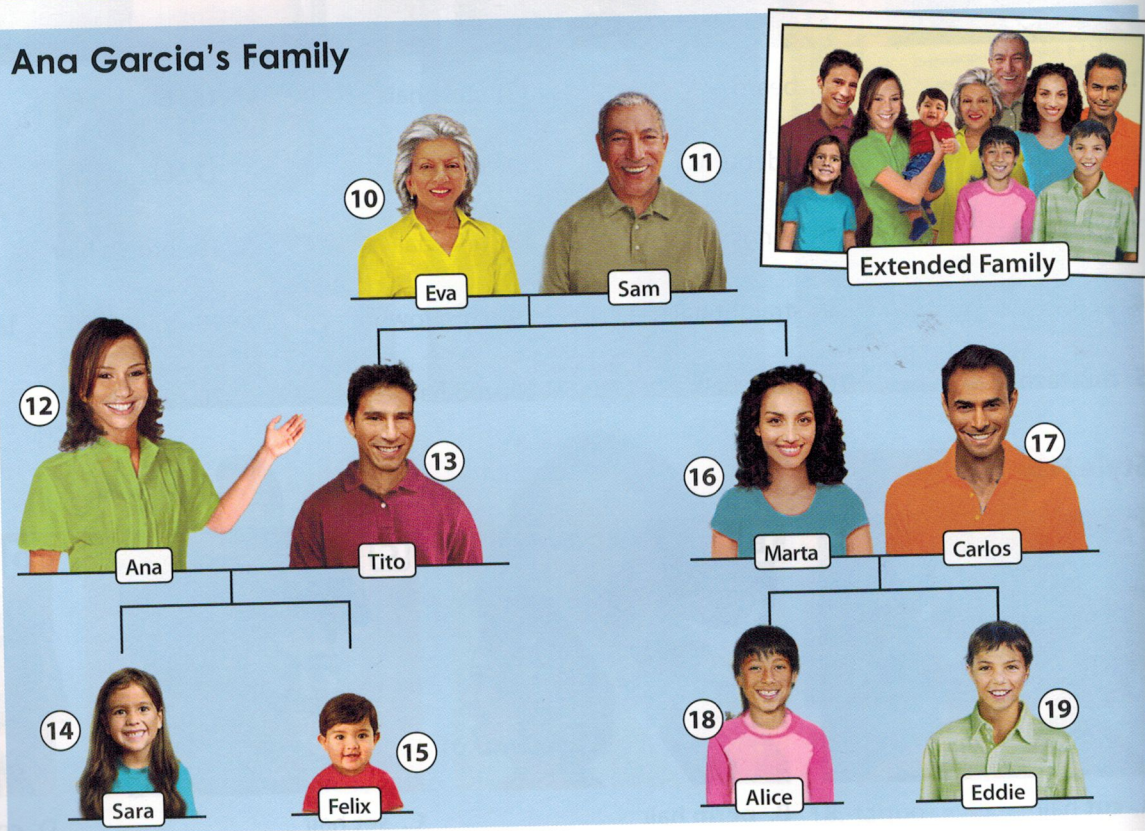 Ana Garcia's Family
Extended Family
10
Eva
11
Sam
12
Ana
13
Tito
16
Marta
17
Carlos
14
Sara
15
Felix
18
Alice
19
Eddie